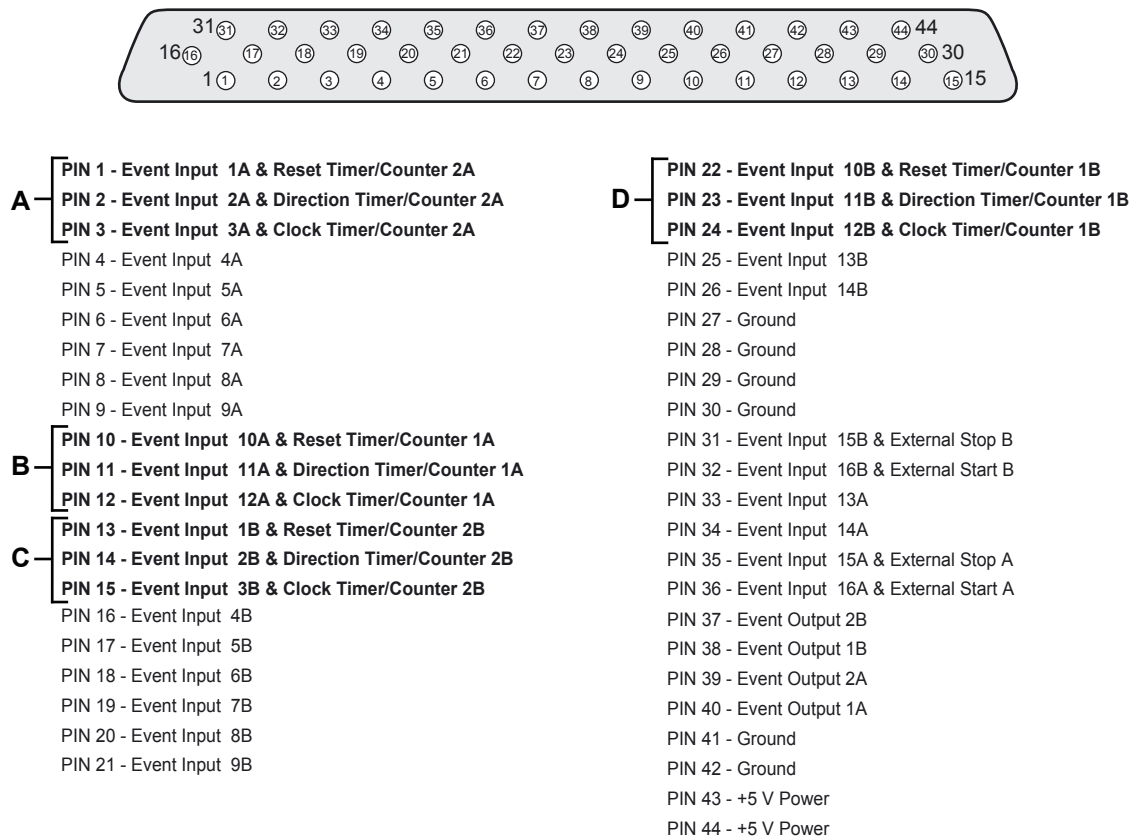 31 31 32 33 34 35 36 37 38 39 40 41 42 43 44 44
16 16 17 18 19 20 21 22 23 24 25 26 27 28 29 30 30
1 1 2 3 4 5 6 7 8 9 10 11 12 13 14 15 15
A
PIN 1 - Event Input 1A & Reset Timer/Counter 2A
PIN 2 - Event Input 2A & Direction Timer/Counter 2A
PIN 3 - Event Input 3A & Clock Timer/Counter 2A
PIN 4 - Event Input 4A
PIN 5 - Event Input 5A
PIN 6 - Event Input 6A
PIN 7 - Event Input 7A
PIN 8 - Event Input 8A
PIN 9 - Event Input 9A
B
PIN 10 - Event Input 10A & Reset Timer/Counter 1A
PIN 11 - Event Input 11A & Direction Timer/Counter 1A
PIN 12 - Event Input 12A & Clock Timer/Counter 1A
C
PIN 13 - Event Input 1B & Reset Timer/Counter 2B
PIN 14 - Event Input 2B & Direction Timer/Counter 2B
PIN 15 - Event Input 3B & Clock Timer/Counter 2B
PIN 16 - Event Input 4B
PIN 17 - Event Input 5B
PIN 18 - Event Input 6B
PIN 19 - Event Input 7B
PIN 20 - Event Input 8B
PIN 21 - Event Input 9B
D
PIN 22 - Event Input 10B & Reset Timer/Counter 1B
PIN 23 - Event Input 11B & Direction Timer/Counter 1B
PIN 24 - Event Input 12B & Clock Timer/Counter 1B
PIN 25 - Event Input 13B
PIN 26 - Event Input 14B
PIN 27 - Ground
PIN 28 - Ground
PIN 29 - Ground
PIN 30 - Ground
PIN 31 - Event Input 15B & External Stop B
PIN 32 - Event Input 16B & External Start B
PIN 33 - Event Input 13A
PIN 34 - Event Input 14A
PIN 35 - Event Input 15A & External Stop A
PIN 36 - Event Input 16A & External Start A
PIN 37 - Event Output 2B
PIN 38 - Event Output 1B
PIN 39 - Event Output 2A
PIN 40 - Event Output 1A
PIN 41 - Ground
PIN 42 - Ground
PIN 43 - +5 V Power
PIN 44 - +5 V Power